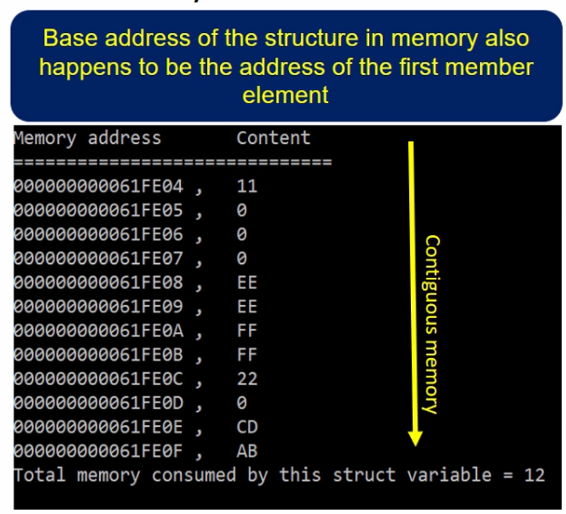 Base address of the structure in memory also
happens to be the address of the first member
element
Memory address Content
==============================
000000000061FE04 , 11
000000000061FE05 , 0
000000000061FE06 , 0
000000000061FE07 , 0
000000000061FE08 , EE
000000000061FE09 , EE
000000000061FE0A , FF
000000000061FE0B , FF
000000000061FE0C , 22
000000000061FE0D , 0
000000000061FE0E , CD
000000000061FE0F , AB
Total memory consumed by this struct variable = 12
Contiguous memory